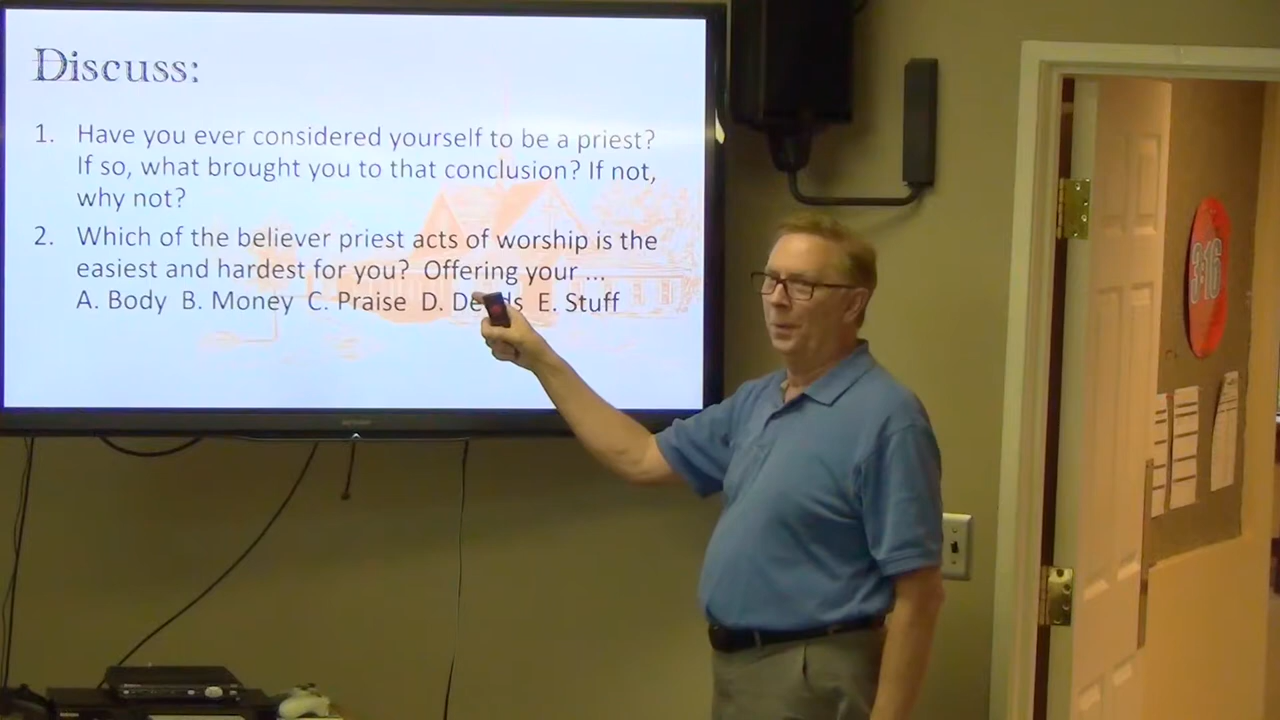 Discuss:
1. Have you ever considered yourself to be a priest?
If so, what brought you to that conclusion? If not,
why not?
2. Which of the believer priest acts of worship is the
easiest and hardest for you? Offering your ...
A. Body B. Money C. Praise D. Deeds E. Stuff
3:16